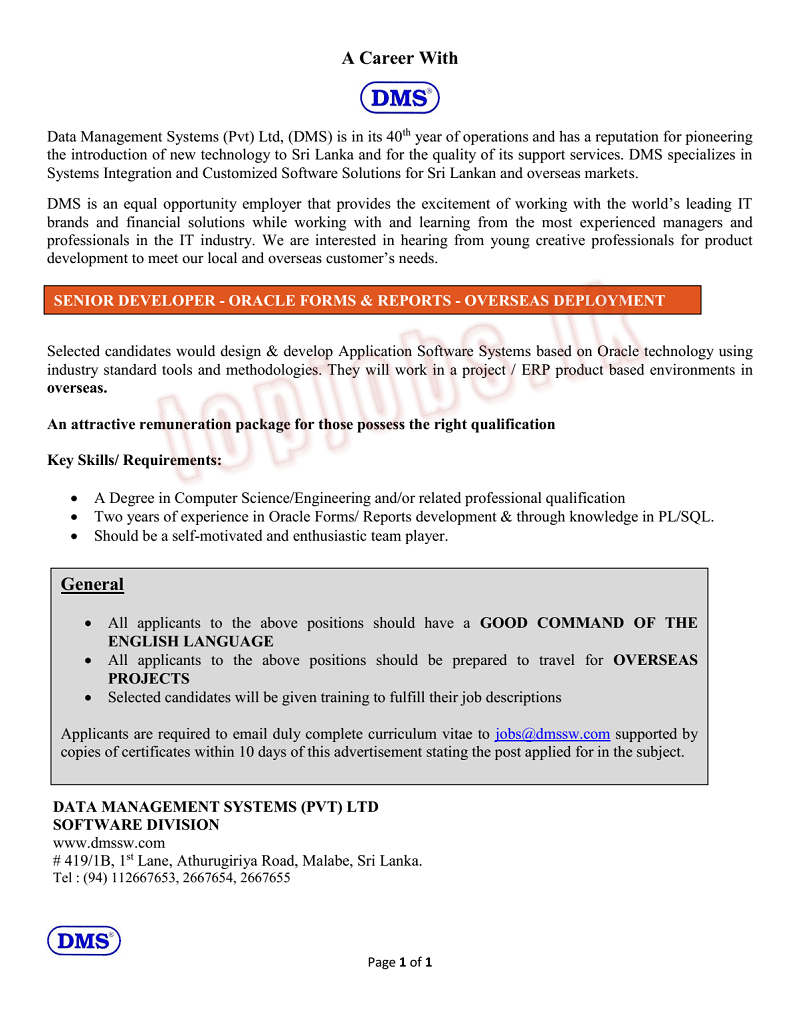 A Career With
DMS®
Data Management Systems (Pvt) Ltd, (DMS) is in its 40th year of operations and has a reputation for pioneering
the introduction of new technology to Sri Lanka and for the quality of its support services. DMS specializes in
Systems Integration and Customized Software Solutions for Sri Lankan and overseas markets.
DMS is an equal opportunity employer that provides the excitement of working with the world's leading IT
brands and financial solutions while working with and learning from the most experienced managers and
professionals in the IT industry. We are interested in hearing from young creative professionals for product
development to meet our local and overseas customer's needs.
SENIOR DEVELOPER - ORACLE FORMS & REPORTS - OVERSEAS DEPLOYMENT
topjobs.lk
Selected candidates would design & develop Application Software Systems based on Oracle technology using
industry standard tools and methodologies. They will work in a project / ERP product based environments in
overseas.
An attractive remuneration package for those possess the right qualification
Key Skills/ Requirements:
• A Degree in Computer Science/Engineering and/or related professional qualification
• Two years of experience in Oracle Forms/ Reports development & through knowledge in PL/SQL.
• Should be a self-motivated and enthusiastic team player.
General
• All applicants to the above positions should have a GOOD COMMAND OF THE
ENGLISH LANGUAGE
• All applicants to the above positions should be prepared to travel for OVERSEAS
PROJECTS
• Selected candidates will be given training to fulfill their job descriptions
Applicants are required to email duly complete curriculum vitae to jobs@dmssw.com supported by
copies of certificates within 10 days of this advertisement stating the post applied for in the subject.
DATA MANAGEMENT SYSTEMS (PVT) LTD
SOFTWARE DIVISION
www.dmssw.com
# 419/1B, 1st Lane, Athurugiriya Road, Malabe, Sri Lanka.
Tel : (94) 112667653, 2667654, 2667655
DMS®
Page 1 of 1